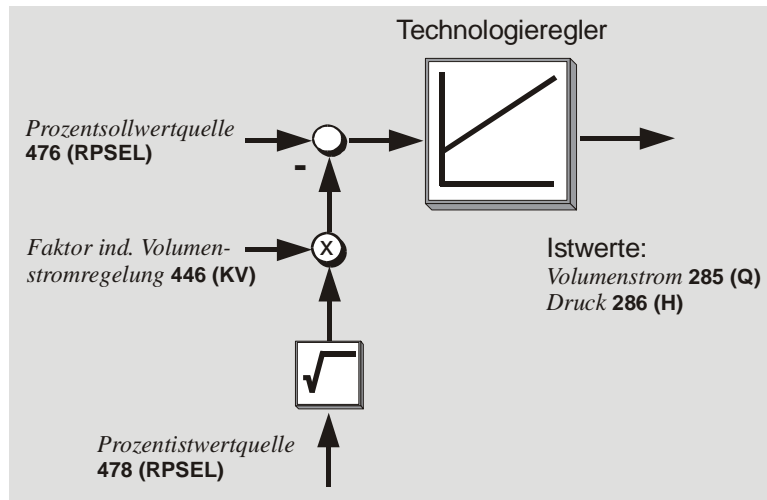 Technologieregler
Prozentsollwertquelle
476 (RPSEL)
-
Faktor ind. Volumen-
stromregelung 446 (KV)
X
Istwerte:
Volumenstrom 285 (Q)
Druck 286 (H)
√
Prozentistwertquelle
478 (RPSEL)